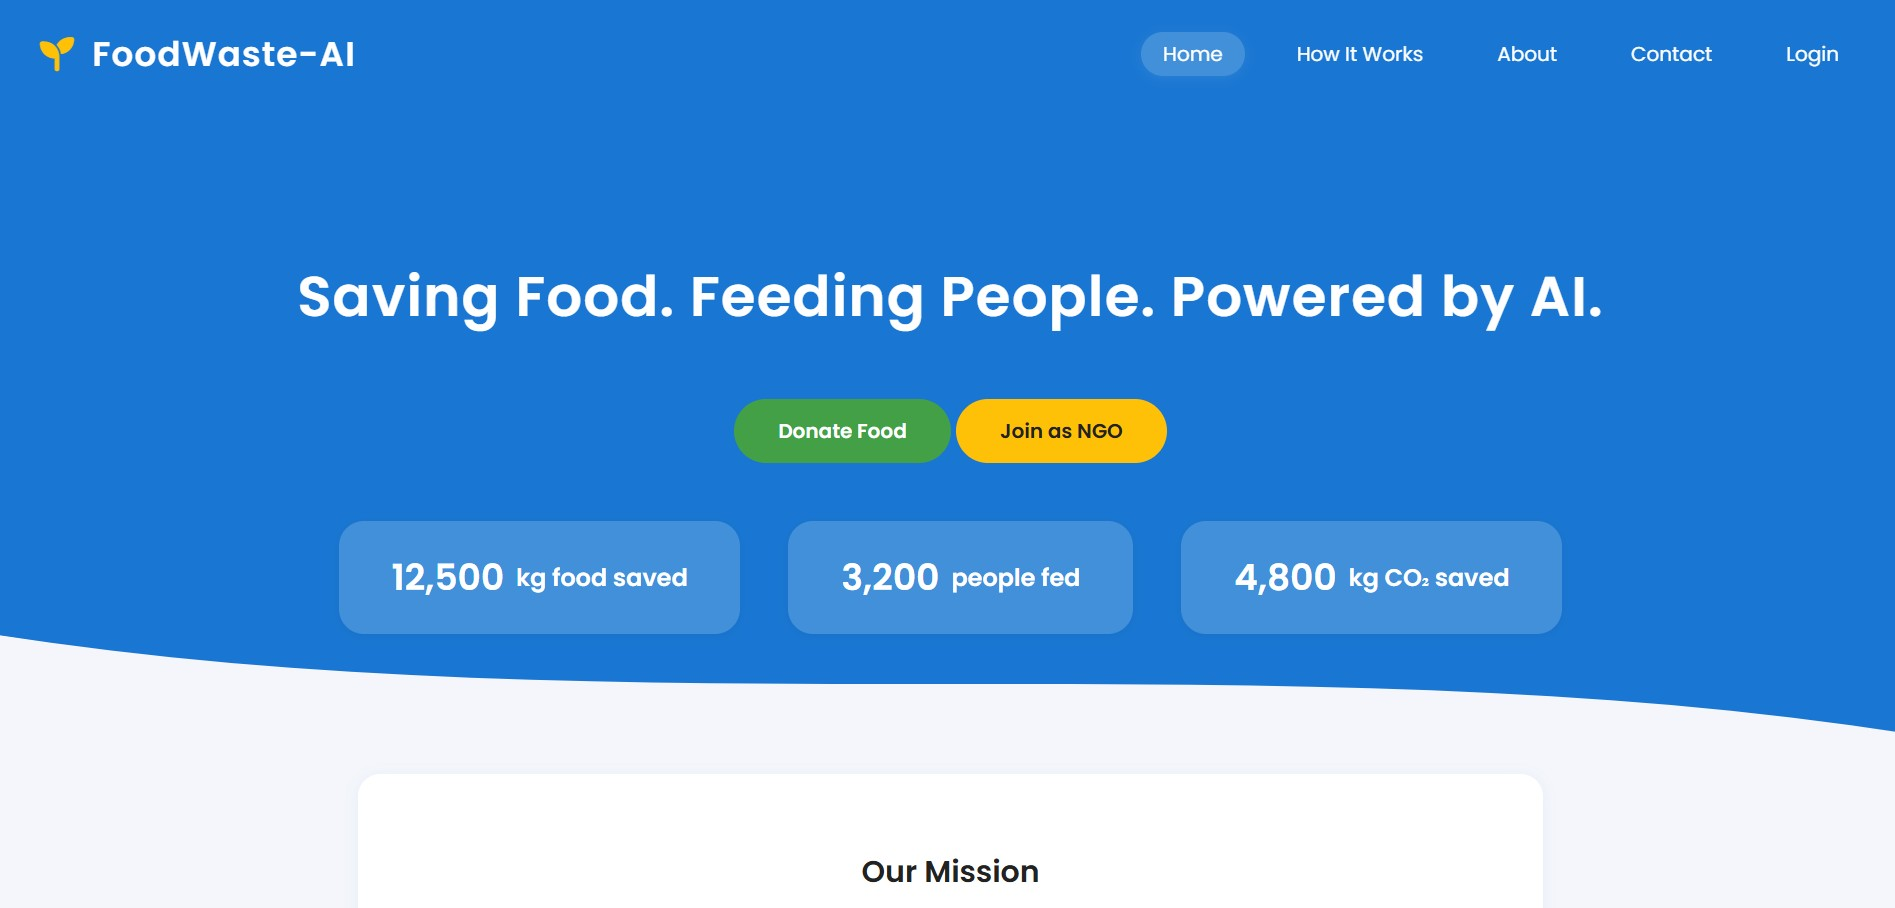 FoodWaste-AI
Home How It Works About Contact Login
Saving Food. Feeding People. Powered by AI.
Donate Food Join as NGO
12,500 kg food saved 3,200 people fed 4,800 kg CO₂ saved
Our Mission